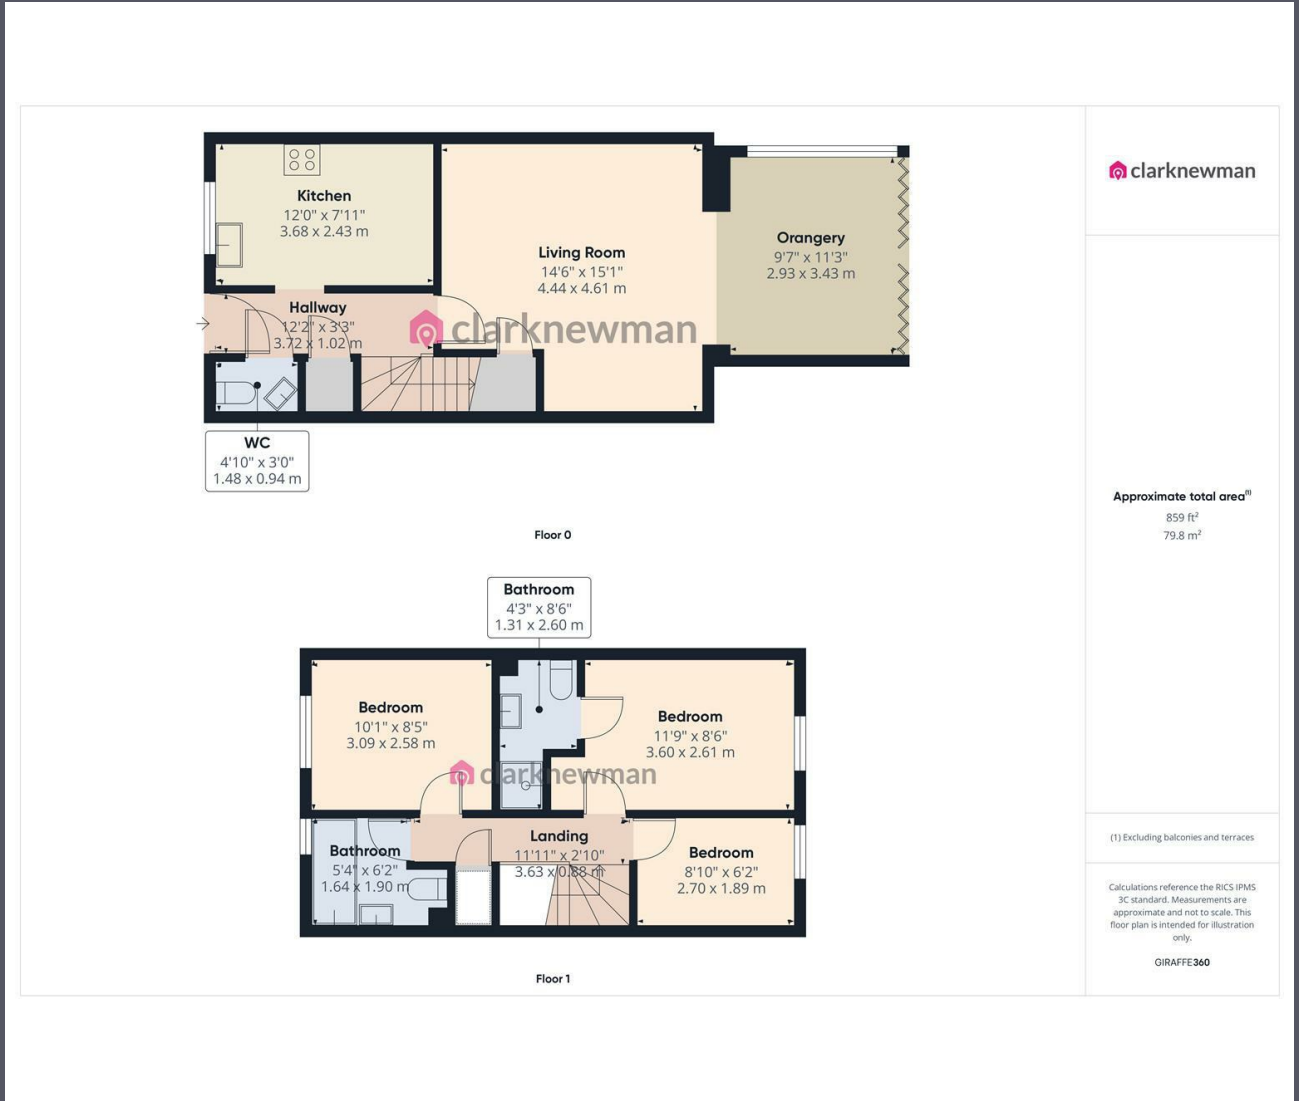 Kitchen
12'0" x 7'11"
3.68 x 2.43 m
Living Room
14'6" x 15'1"
4.44 x 4.61 m
Orangery
9'7" x 11'3"
2.93 x 3.43 m
Hallway
12'2" x 3'3"
3.72 x 1.02 m
clarknewman
WC
4'10" x 3'0"
1.48 x 0.94 m
Floor 0
Bathroom
4'3" x 8'6"
1.31 x 2.60 m
Bedroom
10'1" x 8'5"
3.09 x 2.58 m
Bedroom
11'9" x 8'6"
3.60 x 2.61 m
clarknewman
Bathroom
5'4" x 6'2"
1.64 x 1.90 m
Landing
11'11" x 2'10"
3.63 x 0.88 m
Bedroom
8'10" x 6'2"
2.70 x 1.89 m
Floor 1
clarknewman
Approximate total area(1)
859 ft²
79.8 m²
(1) Excluding balconies and terraces
Calculations reference the RICS IPMS
3C standard. Measurements are
approximate and not to scale. This
floor plan is intended for illustration
only.
GIRAFFE360